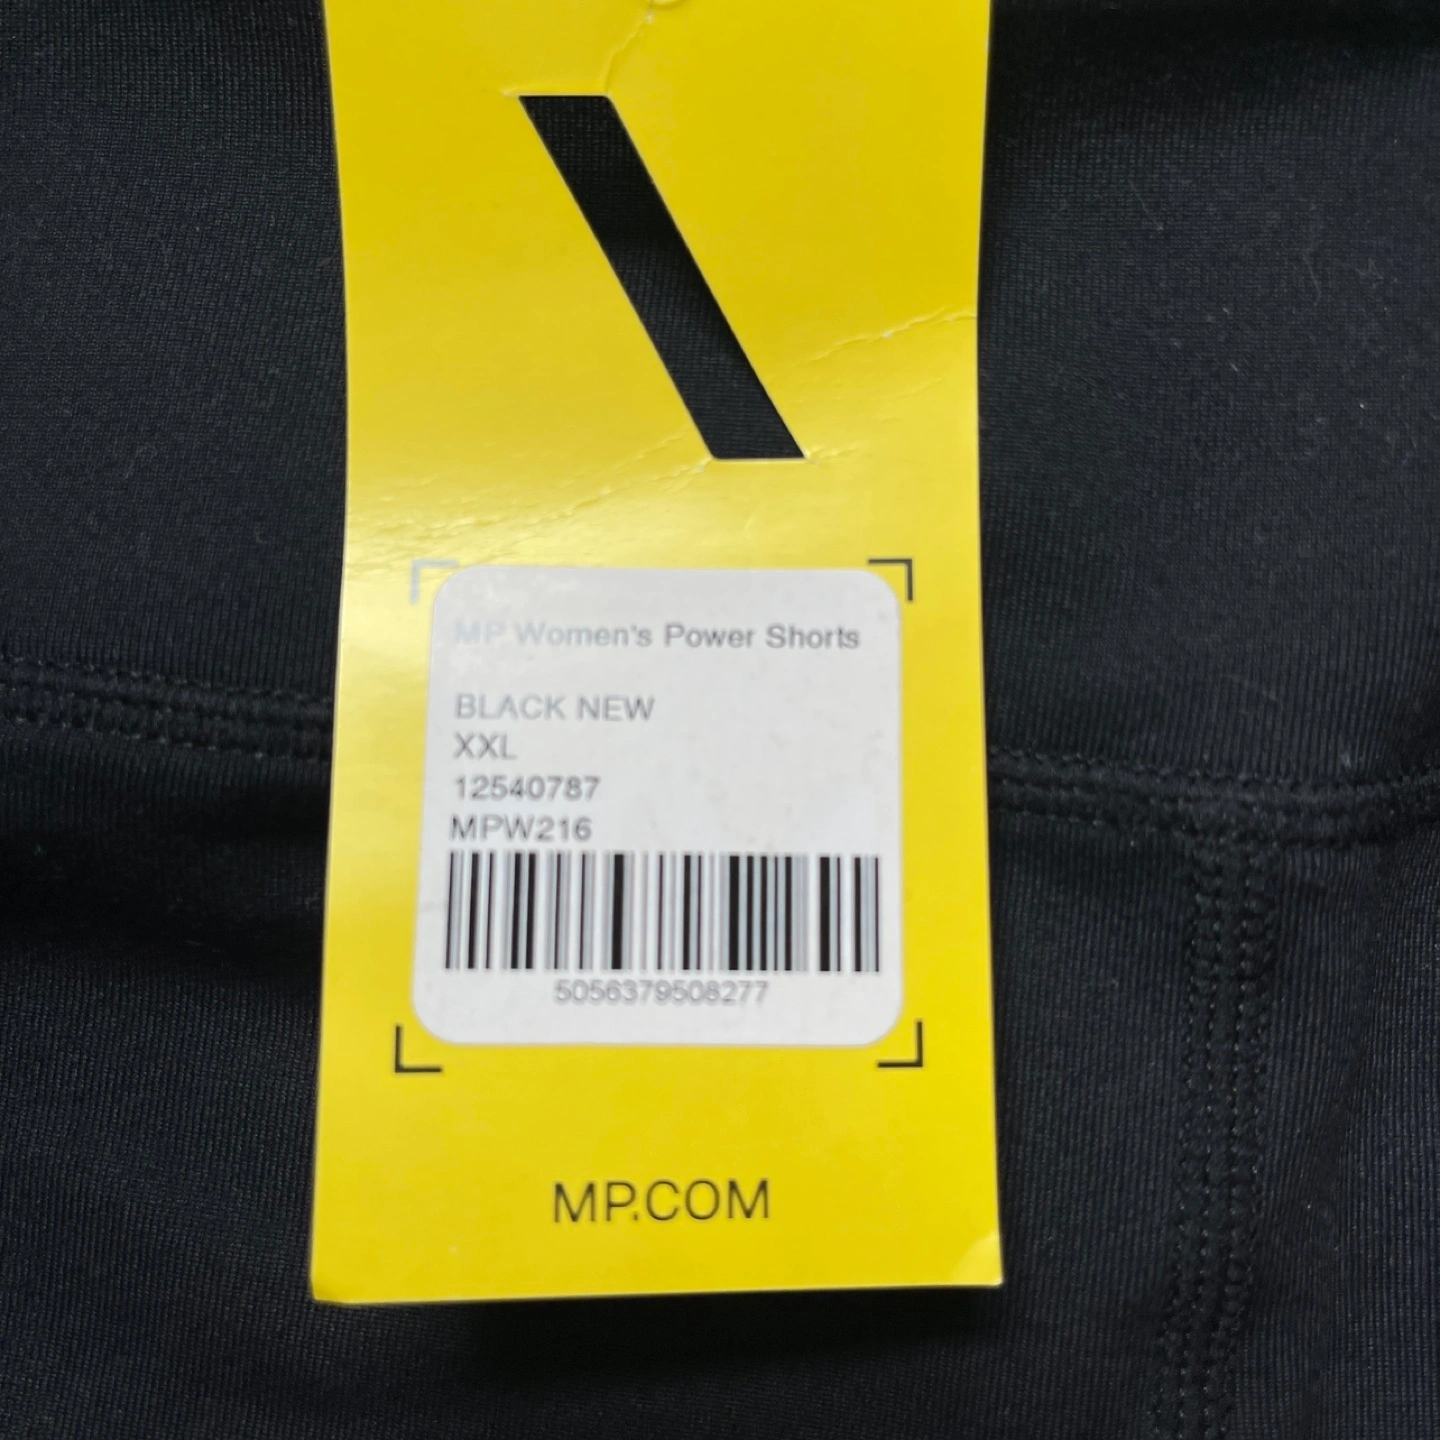 MP Women's Power Shorts
BLACK NEW
XXL
12540787
MPW216
5056379508277
MP.COM